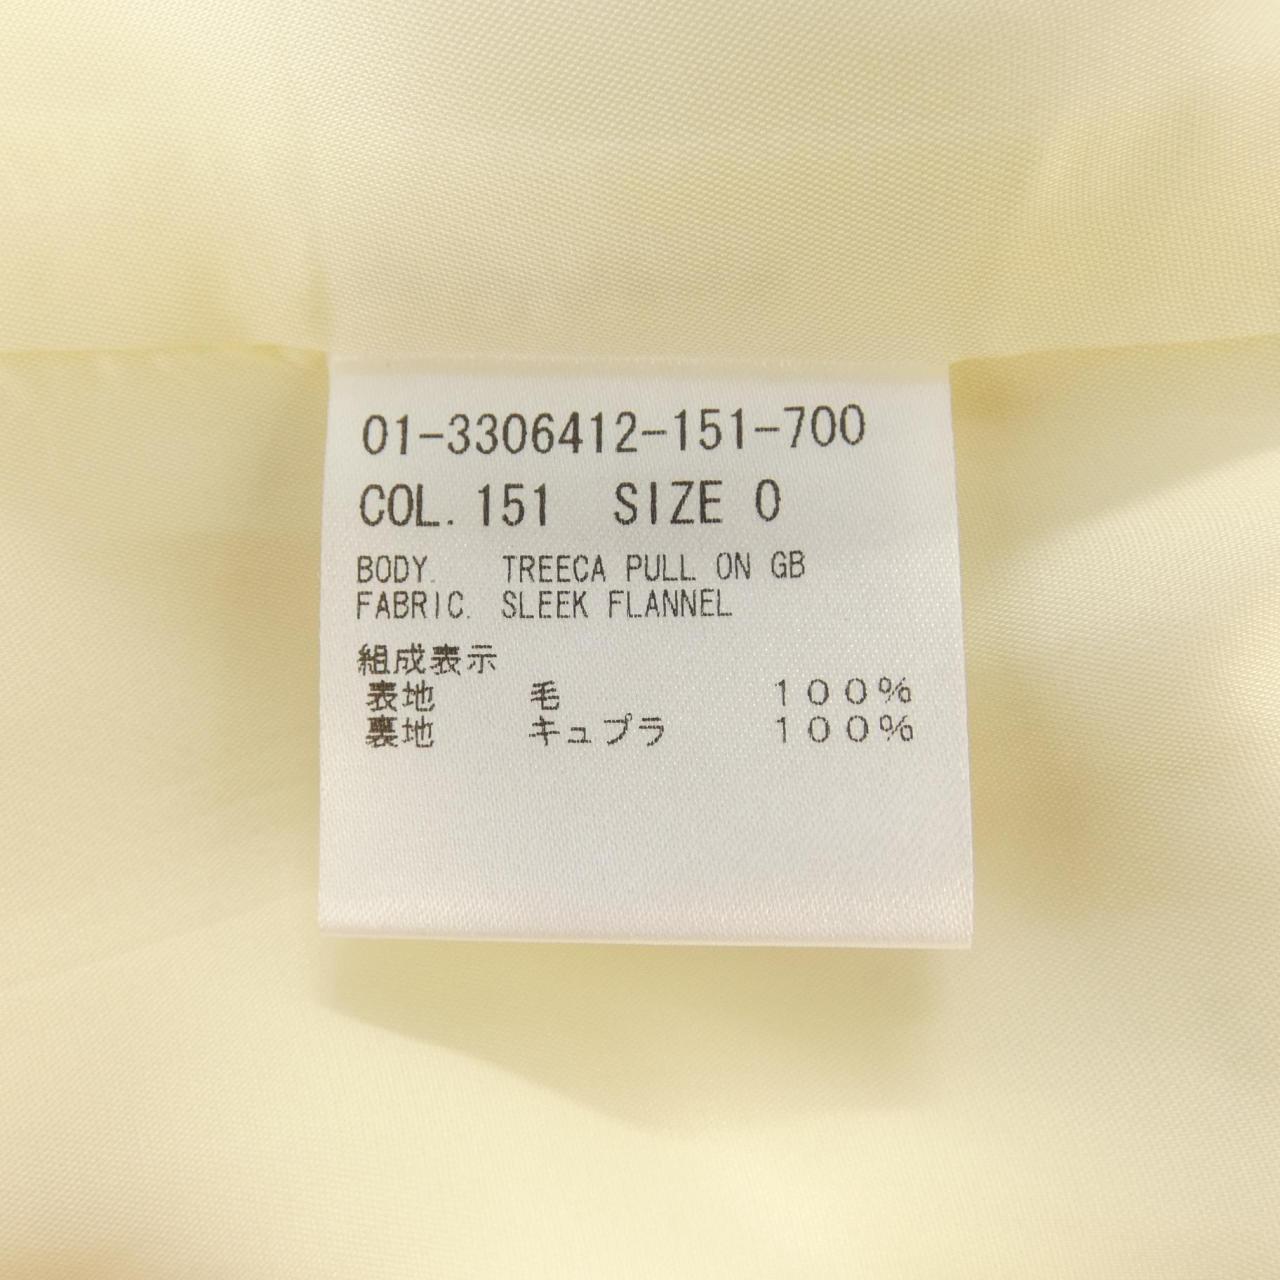 01-3306412-151-700
COL. 151 SIZE 0
BODY. TREECA PULL ON GB
FABRIC. SLEEK FLANNEL
組成表示
表地 毛 100%
裏地 キュプラ 100%